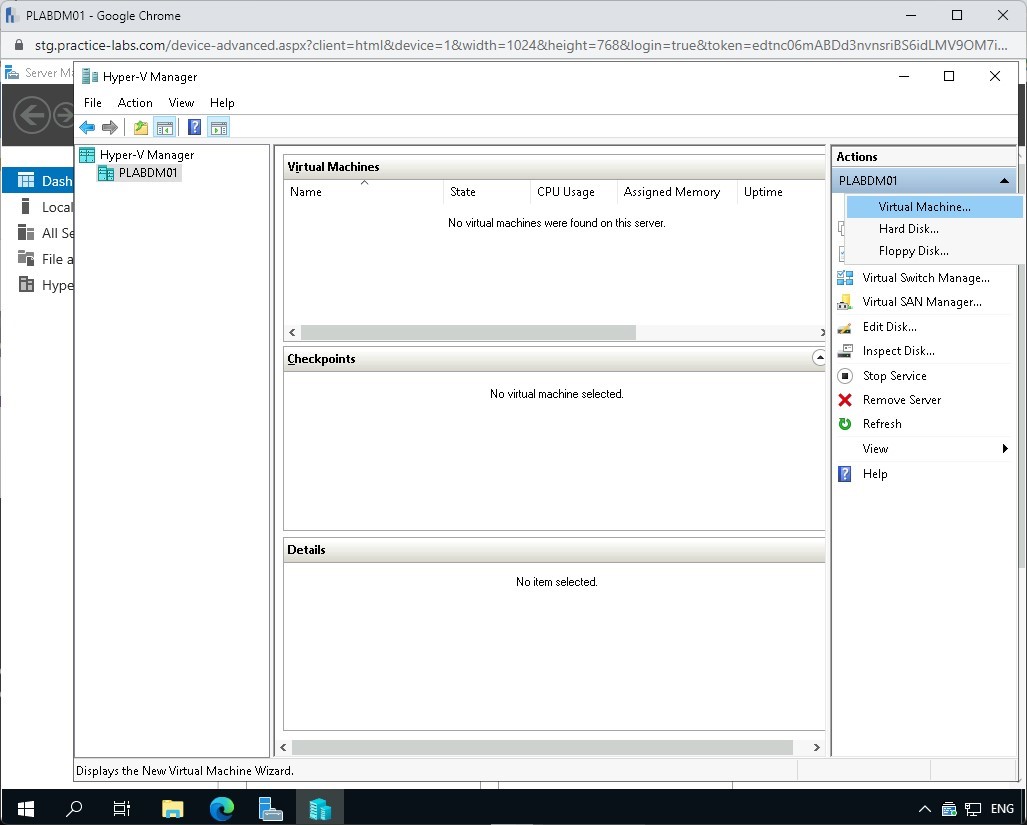 PLABDM01 - Google Chrome
stg.practice-labs.com/device-advanced.aspx?client=html&device=1&width=1024&height=768&login=true&token=edtnc06mABDd3nvnsriBS6idLMV9OM7i...
Server Ma
Hyper-V Manager
File Action View Help
Dash
Local
All Se
File a
Hype
Hyper-V Manager
PLABDM01
Virtual Machines
Name State CPU Usage Assigned Memory Uptime
No virtual machines were found on this server.
Checkpoints
No virtual machine selected.
Details
No item selected.
Actions
PLABDM01
Virtual Machine...
Hard Disk...
Floppy Disk...
Virtual Switch Manage...
Virtual SAN Manager...
Edit Disk...
Inspect Disk...
Stop Service
Remove Server
Refresh
View
Help
Displays the New Virtual Machine Wizard.
ENG